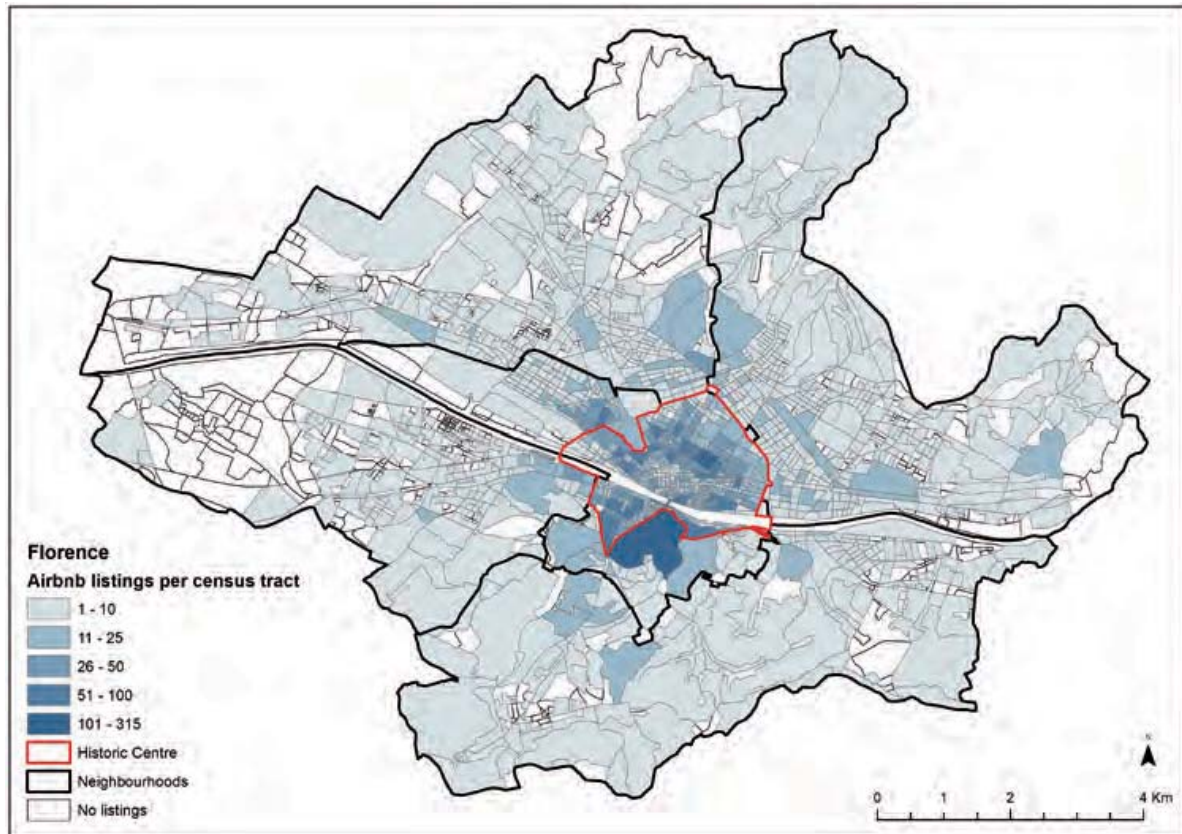 Florence
Airbnb listings per census tract
1 - 10
11 - 25
26 - 50
51 - 100
101 - 315
Historic Centre
Neighbourhoods
No listings
N
0 1 2 4 Km